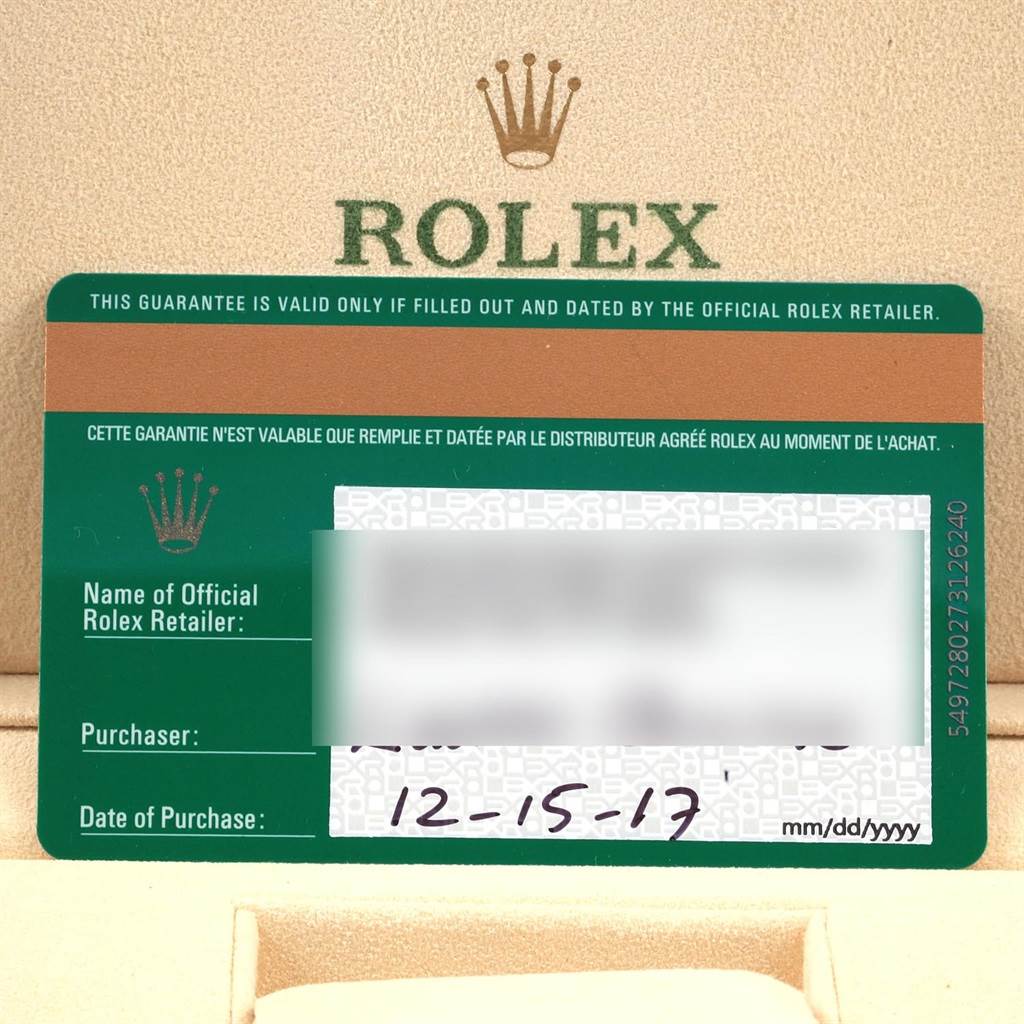 ROLEX
THIS GUARANTEE IS VALID ONLY IF FILLED OUT AND DATED BY THE OFFICIAL ROLEX RETAILER.
CETTE GARANTIE N'EST VALABLE QUE REMPLIE ET DATÉE PAR LE DISTRIBUTEUR AGRÉÉ ROLEX AU MOMENT DE L'ACHAT.
Name of Official
Rolex Retailer:
Purchaser:
Date of Purchase:
12-15-17
mm/dd/yyyy
5497280273126240